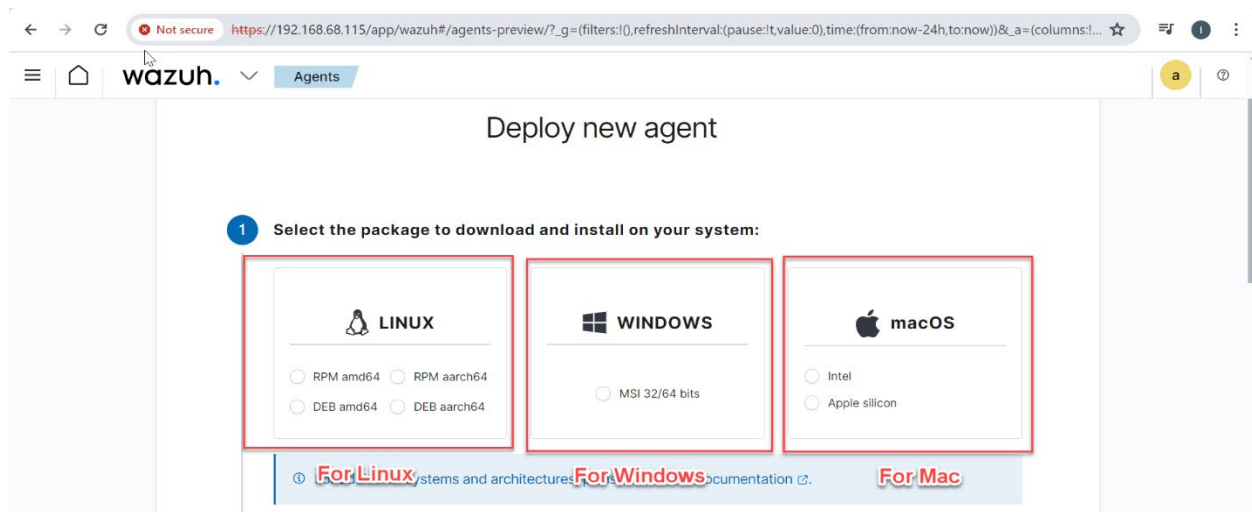 Not secure https://192.168.68.115/app/wazuh#/agents-preview/?_g=(filters:!(),refreshInterval:(pause:!t,value:0),time:(from:now-24h,to:now))&_a=(columns:!...
wazuh. Agents a
Deploy new agent
1 Select the package to download and install on your system:
LINUX WINDOWS macOS
RPM amd64 RPM aarch64 MSI 32/64 bits Intel
DEB amd64 DEB aarch64 Apple silicon
For Linux ystems and architectures For Windows ocumentation For Mac